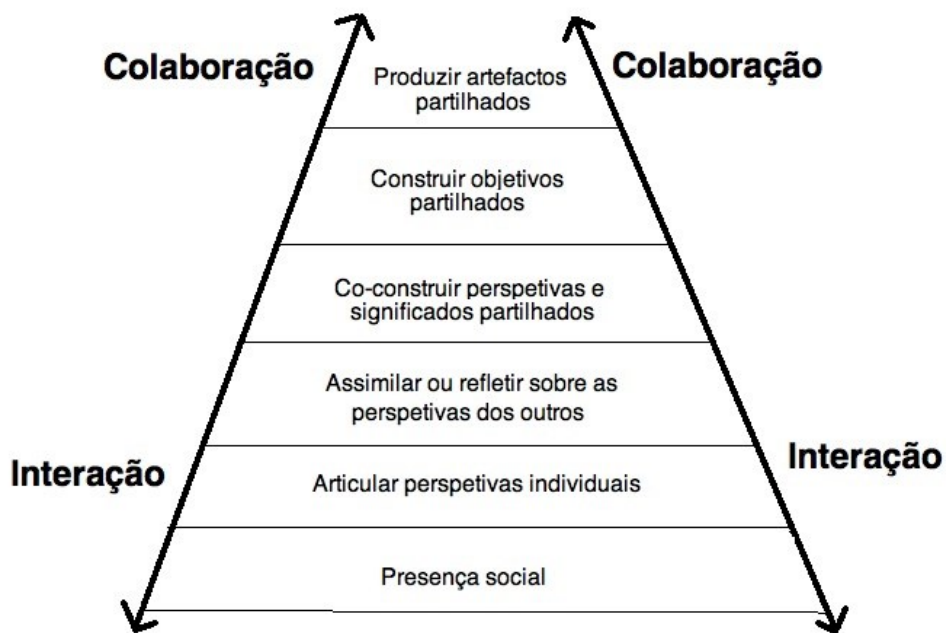 Colaboração
Colaboração
Produzir artefactos
partilhados
Construir objetivos
partilhados
Co-construir perspetivas e
significados partilhados
Assimilar ou refletir sobre as
perspetivas dos outros
Interação
Interação
Articular perspetivas individuais
Presença social